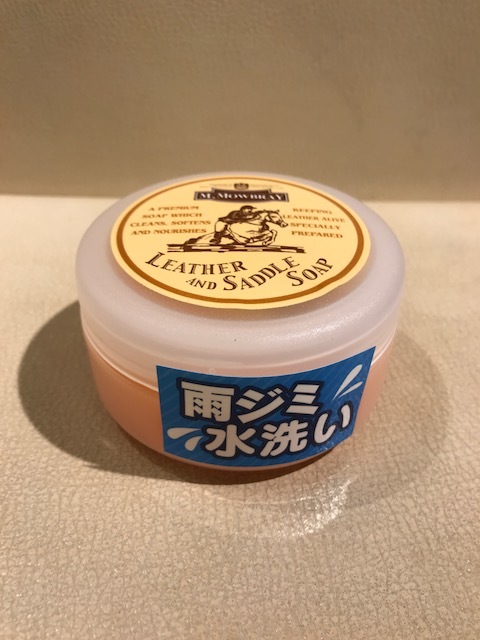 M. MOWBRAY
A PREMIUM
SOAP WHICH
CLEANS, SOFTENS
AND NOURISHES
KEEPING
LEATHER ALIVE
SPECIALLY
PREPARED
LEATHER
AND SADDLE
SOAP
雨ジミ
水洗い